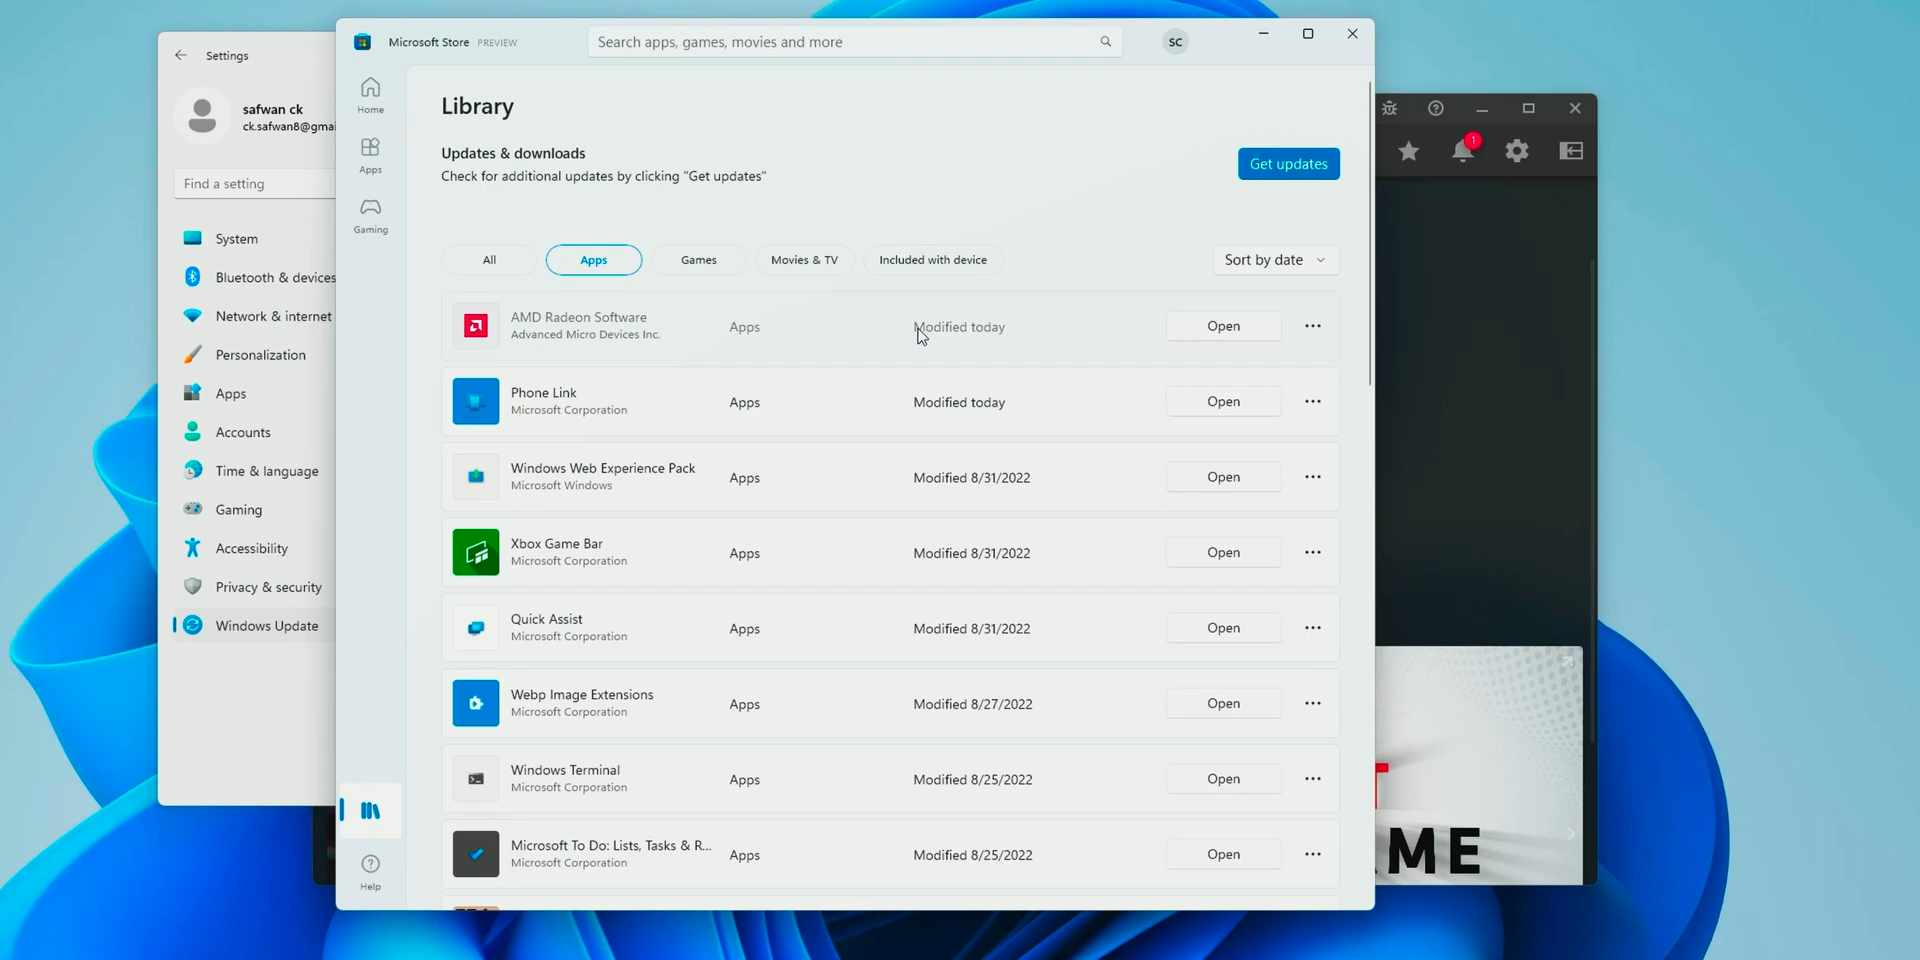 Settings
safwan ck
ck.safwan8@gmai
Find a setting
System
Bluetooth & devices
Network & internet
Personalization
Apps
Accounts
Time & language
Gaming
Accessibility
Privacy & security
Windows Update
Microsoft Store PREVIEW
Search apps, games, movies and more
SC
Home
Apps
Gaming
Help
Library
Updates & downloads
Check for additional updates by clicking "Get updates"
Get updates
All Apps Games Movies & TV Included with device
Sort by date
AMD Radeon Software
Advanced Micro Devices Inc.
Apps Modified today Open
Phone Link
Microsoft Corporation
Apps Modified today Open
Windows Web Experience Pack
Microsoft Windows
Apps Modified 8/31/2022 Open
Xbox Game Bar
Microsoft Corporation
Apps Modified 8/31/2022 Open
Quick Assist
Microsoft Corporation
Apps Modified 8/31/2022 Open
Webp Image Extensions
Microsoft Corporation
Apps Modified 8/27/2022 Open
Windows Terminal
Microsoft Corporation
Apps Modified 8/25/2022 Open
Microsoft To Do: Lists, Tasks & R...
Microsoft Corporation
Apps Modified 8/25/2022 Open
1
ME